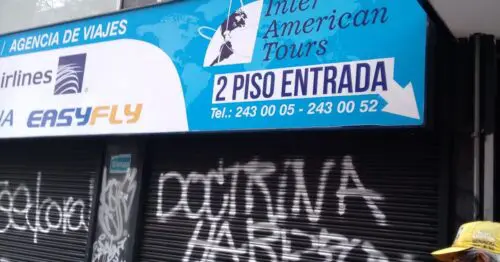 / AGENCIA DE VIAJES
Inter
American
Tours
airlines
EASYFLY
2 PISO ENTRADA
Tel.: 243 00 05 - 243 00 52
DOCTRINA